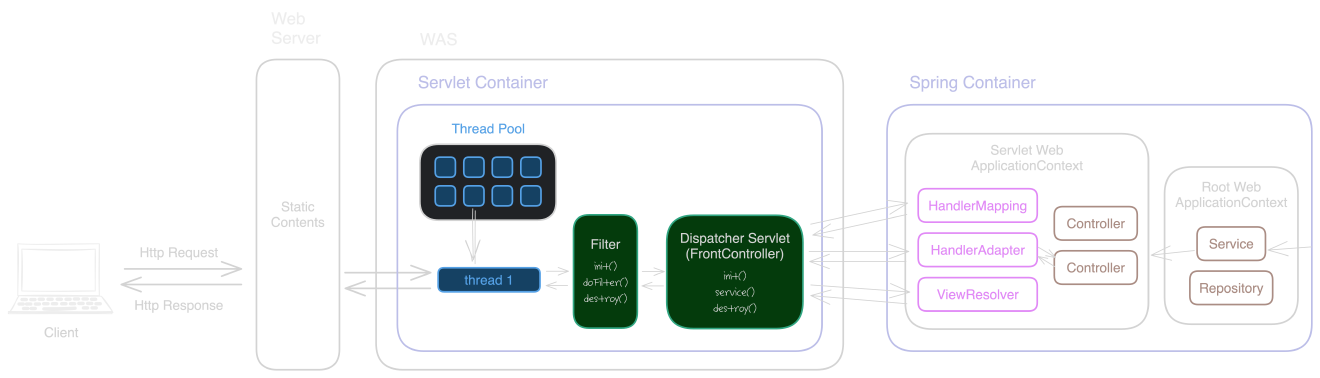 Web
Server
WAS
Servlet Container
Spring Container
Thread Pool
Servlet Web
ApplicationContext
Root Web
ApplicationContext
Static
Contents
HandlerMapping
Controller
HandlerAdapter
Controller
ViewResolver
Service
Repository
Filter
init()
doFilter()
destroy()
Dispatcher Servlet
(FrontController)
init()
service()
destroy()
Http Request
Http Response
thread 1
Client